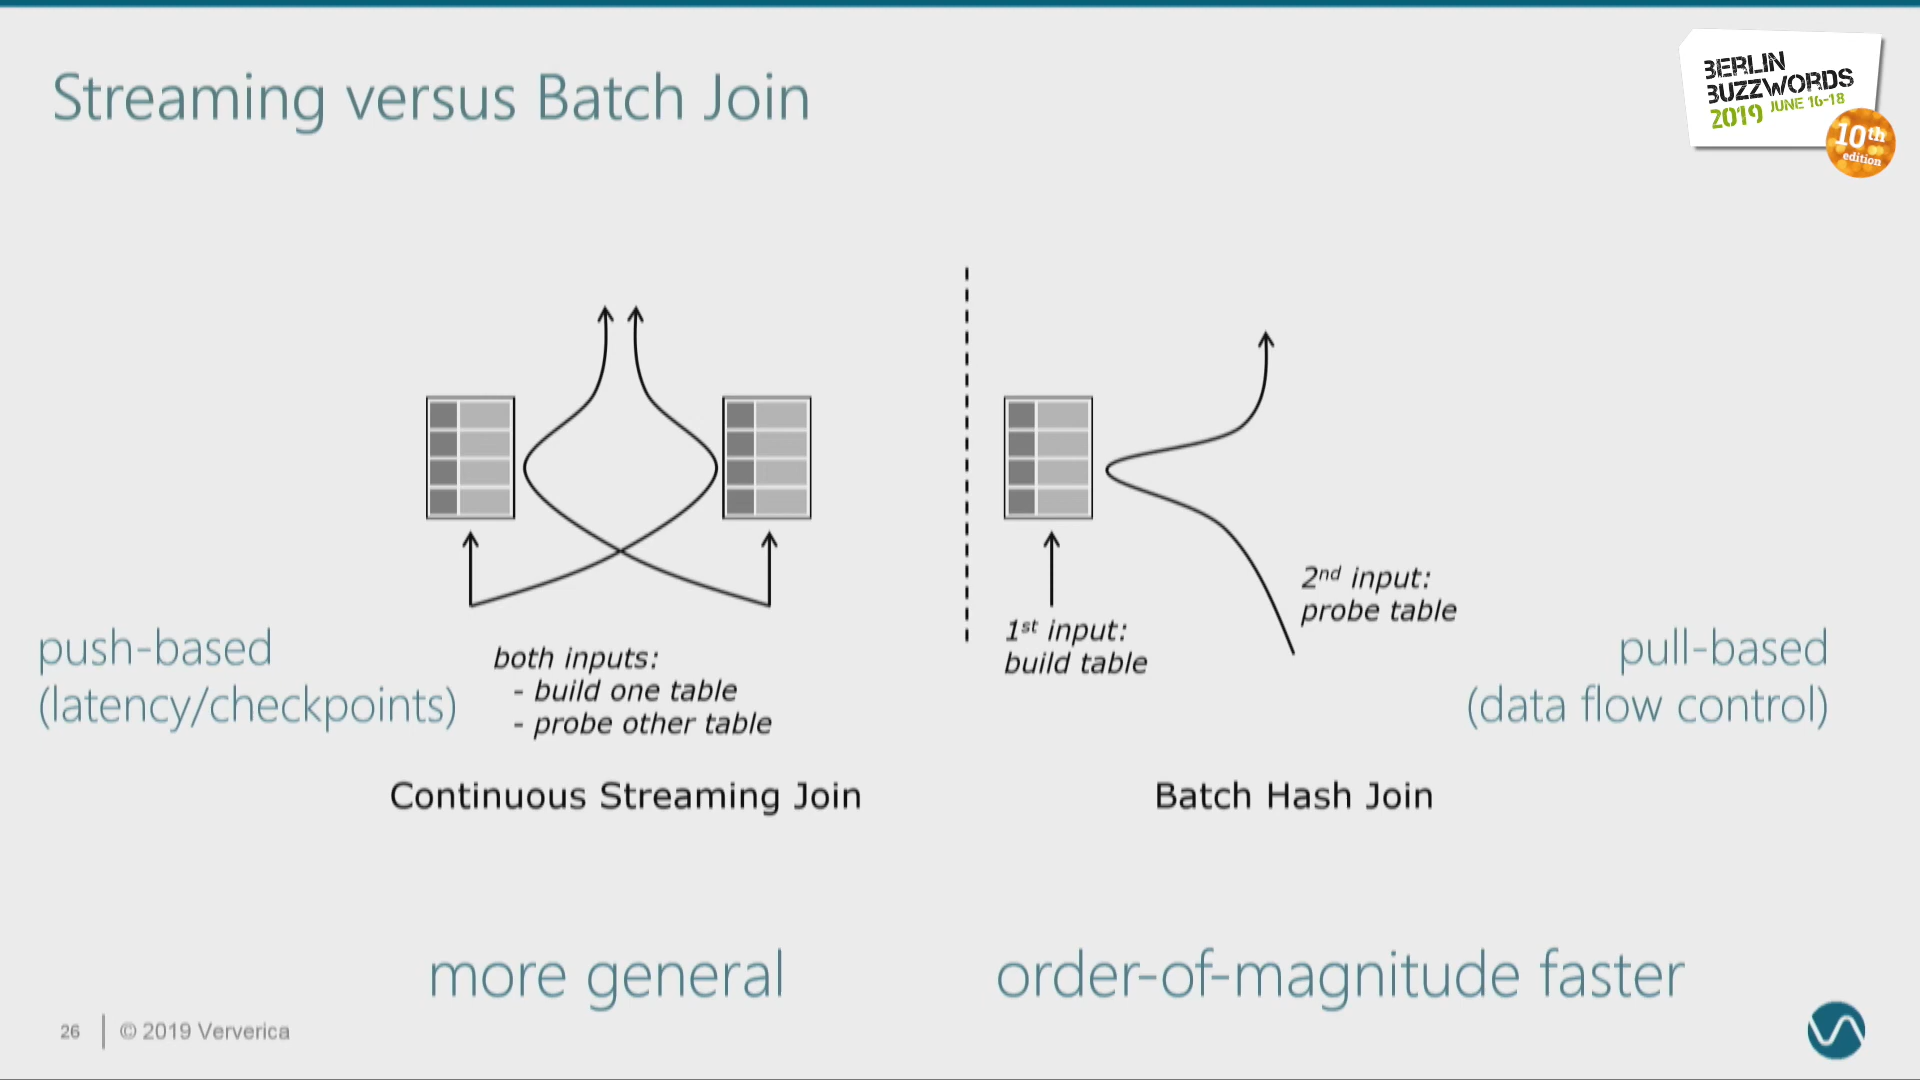 Streaming versus Batch Join
BERLIN
BUZZWORDS
2019 JUNE 16-18
10th
edition
push-based
(latency/checkpoints)
both inputs:
- build one table
- probe other table
Continuous Streaming Join
1st input:
build table
2nd input:
probe table
pull-based
(data flow control)
Batch Hash Join
more general
order-of-magnitude faster
26
© 2019 Ververica